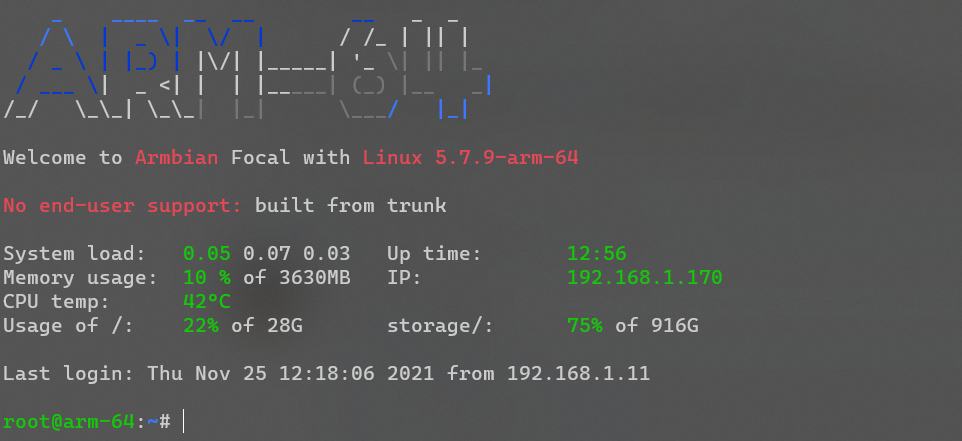 ARM-64
Welcome to Armbian Focal with Linux 5.7.9-arm-64
No end-user support: built from trunk
System load: 0.05 0.07 0.03 Up time: 12:56
Memory usage: 10 % of 3630MB IP: 192.168.1.170
CPU temp: 42°C
Usage of /: 22% of 28G storage/: 75% of 916G
Last login: Thu Nov 25 12:18:06 2021 from 192.168.1.11
root@arm-64:~#